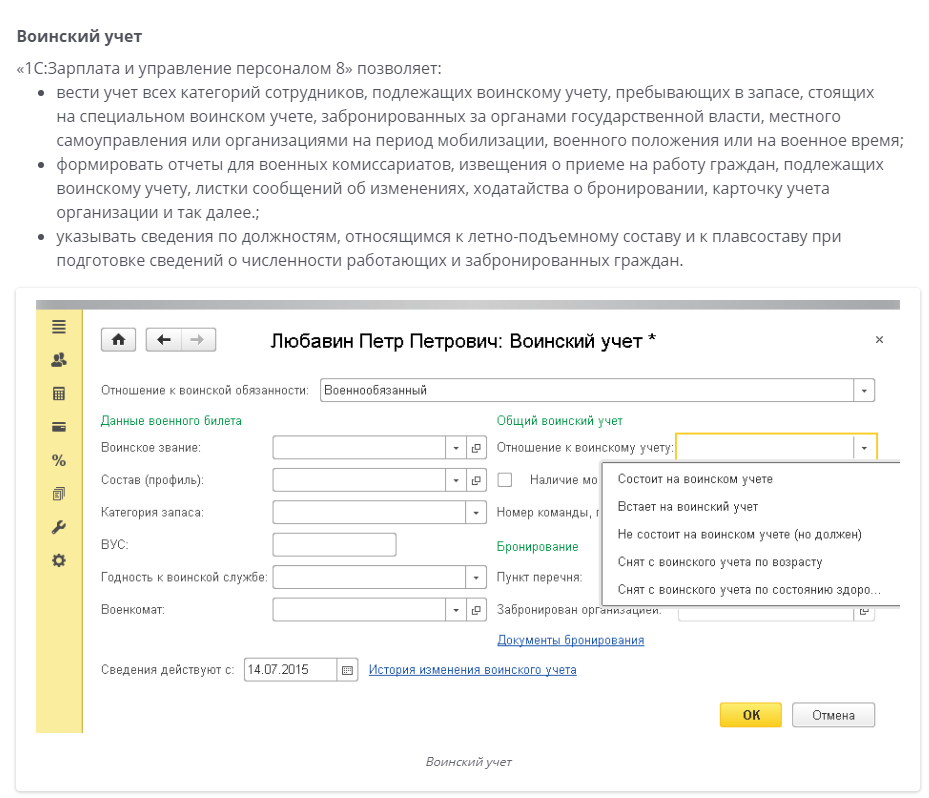 Воинский учет
«1С:Зарплата и управление персоналом 8» позволяет:
вести учет всех категорий сотрудников, подлежащих воинскому учету, пребывающих в запасе, стоящих
на специальном воинском учете, забронированных за органами государственной власти, местного
самоуправления или организациями на период мобилизации, военного положения или на военное время;
формировать отчеты для военных комиссариатов, извещения о приеме на работу граждан, подлежащих
воинскому учету, листки сообщений об изменениях, ходатайства о бронировании, карточку учета
организации и так далее.;
указывать сведения по должностям, относящимся к летно-подъемному составу и к плавсоставу при
подготовке сведений о численности работающих и забронированных граждан.
Любавин Петр Петрович: Воинский учет *
Отношение к воинской обязанности: Военнообязанный
Данные военного билета
Общий воинский учет
Воинское звание:
Отношение к воинскому учету:
Состав (профиль):
Наличие мо
Состоит на воинском учете
Встает на воинский учет
Не состоит на воинском учете (но должен)
Снят с воинского учета по возрасту
Снят с воинского учета по состоянию здоро...
Категория запаса:
Номер команды,
ВУС:
Бронирование
Годность к воинской службе:
Пункт перечня:
Военкомат:
Забронирован организацией:
Документы бронирования
Сведения действуют с: 14.07.2015 История изменения воинского учета
ОК Отмена
Воинский учет